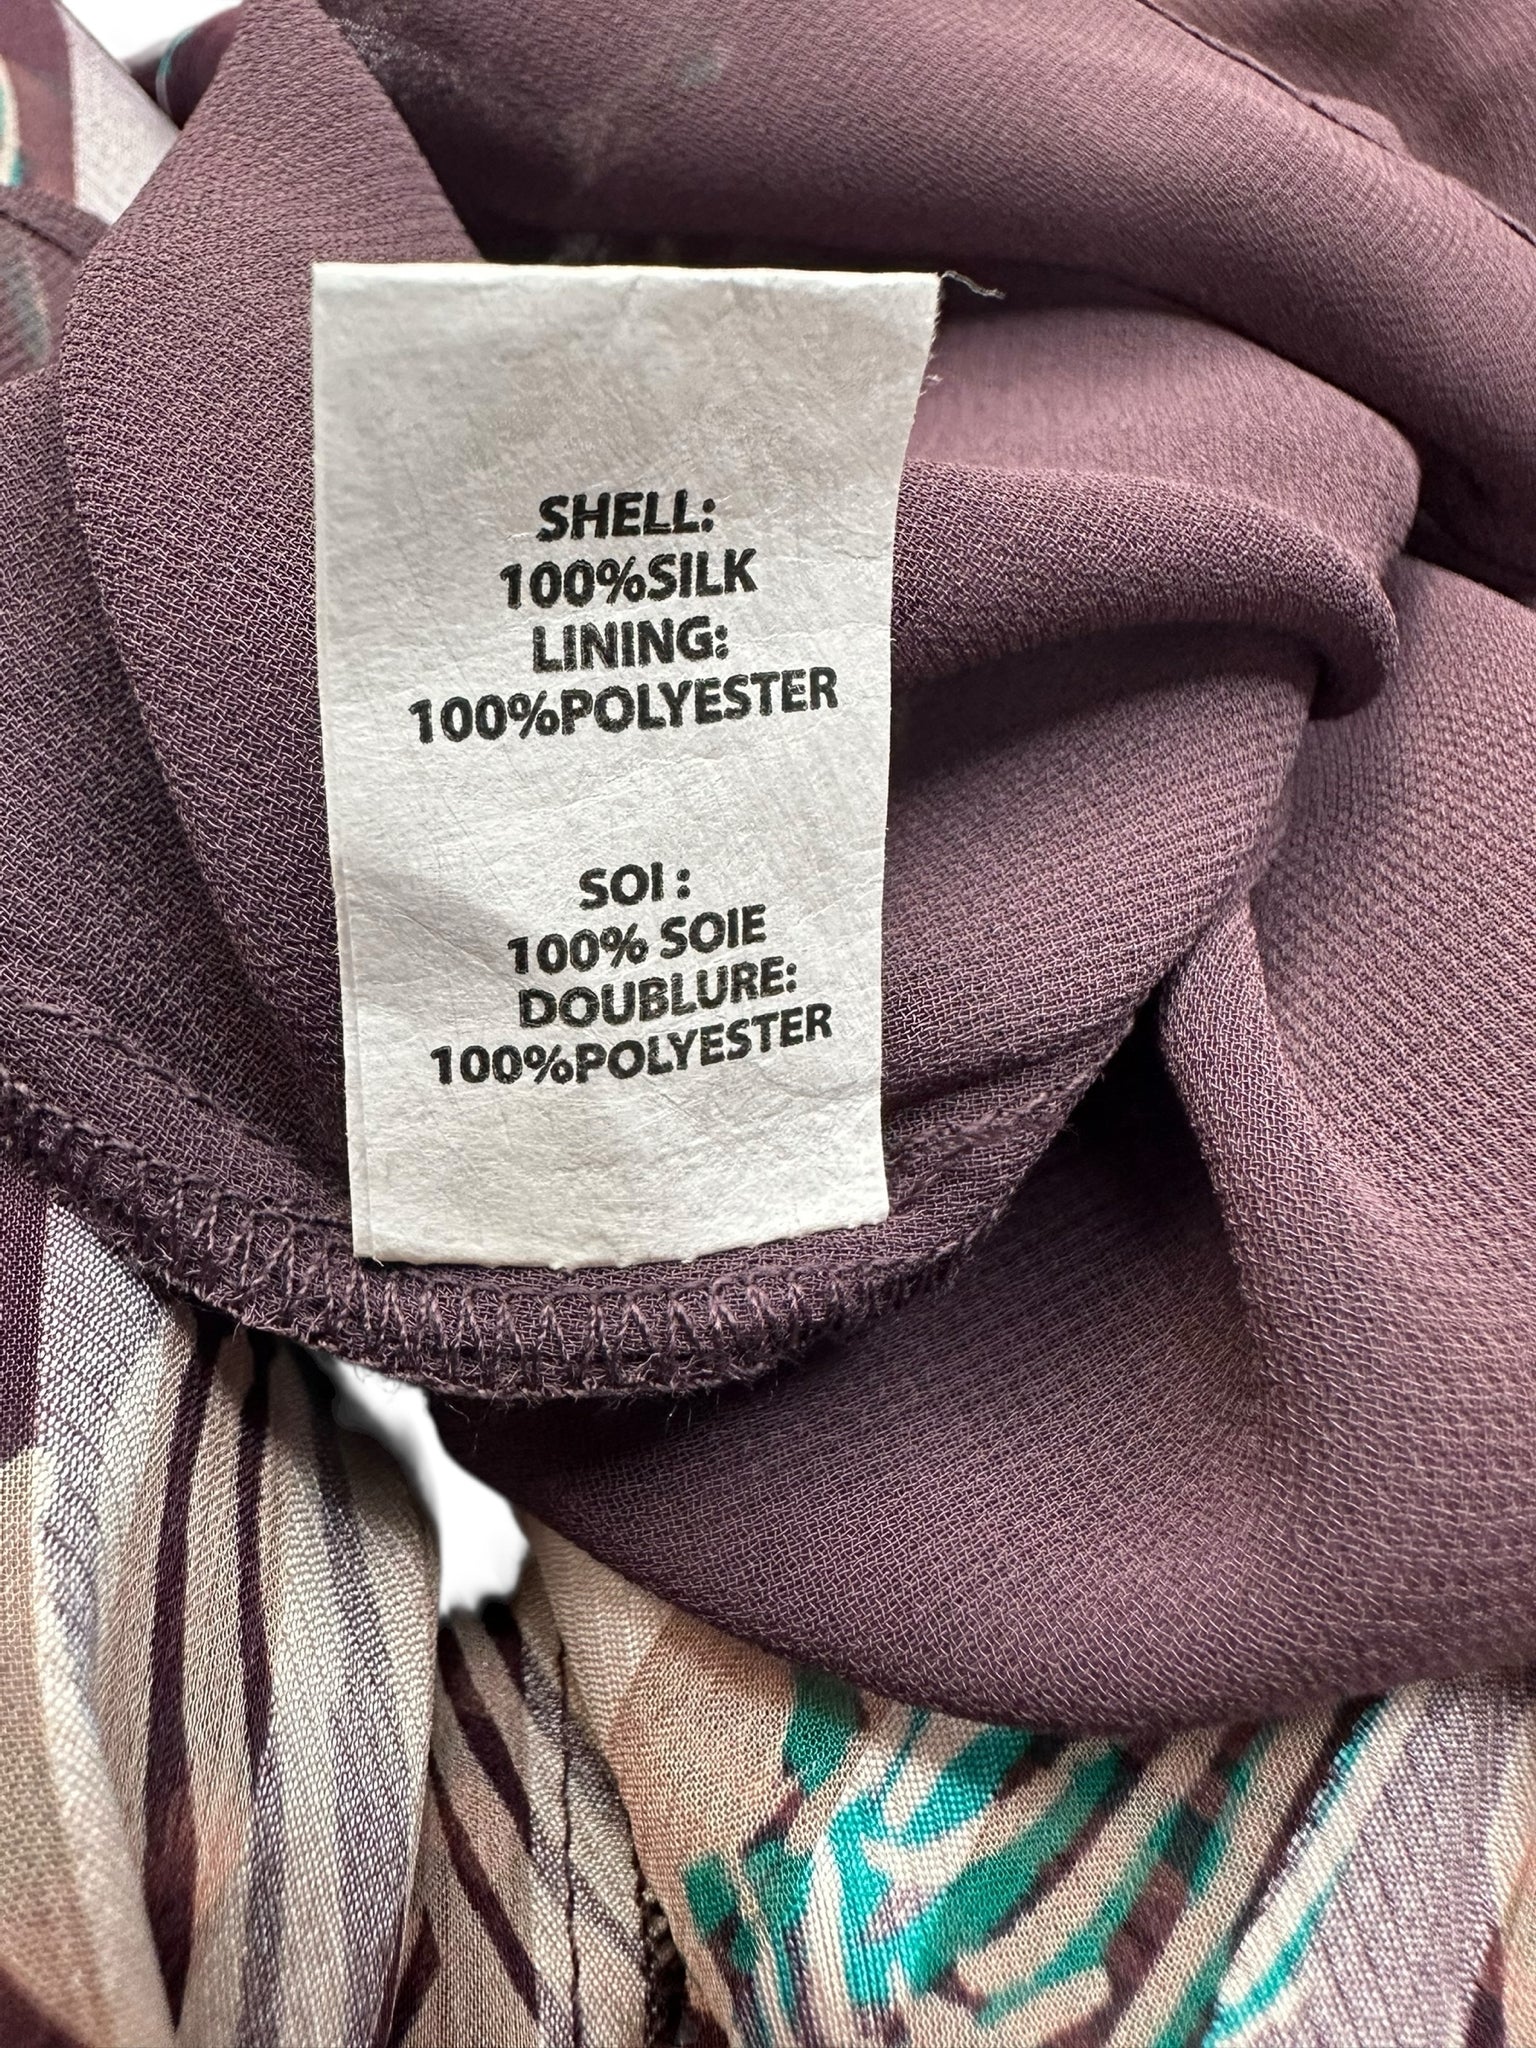 SHELL:
100%SILK
LINING:
100%POLYESTER
SOI :
100% SOIE
DOUBLURE:
100%POLYESTER